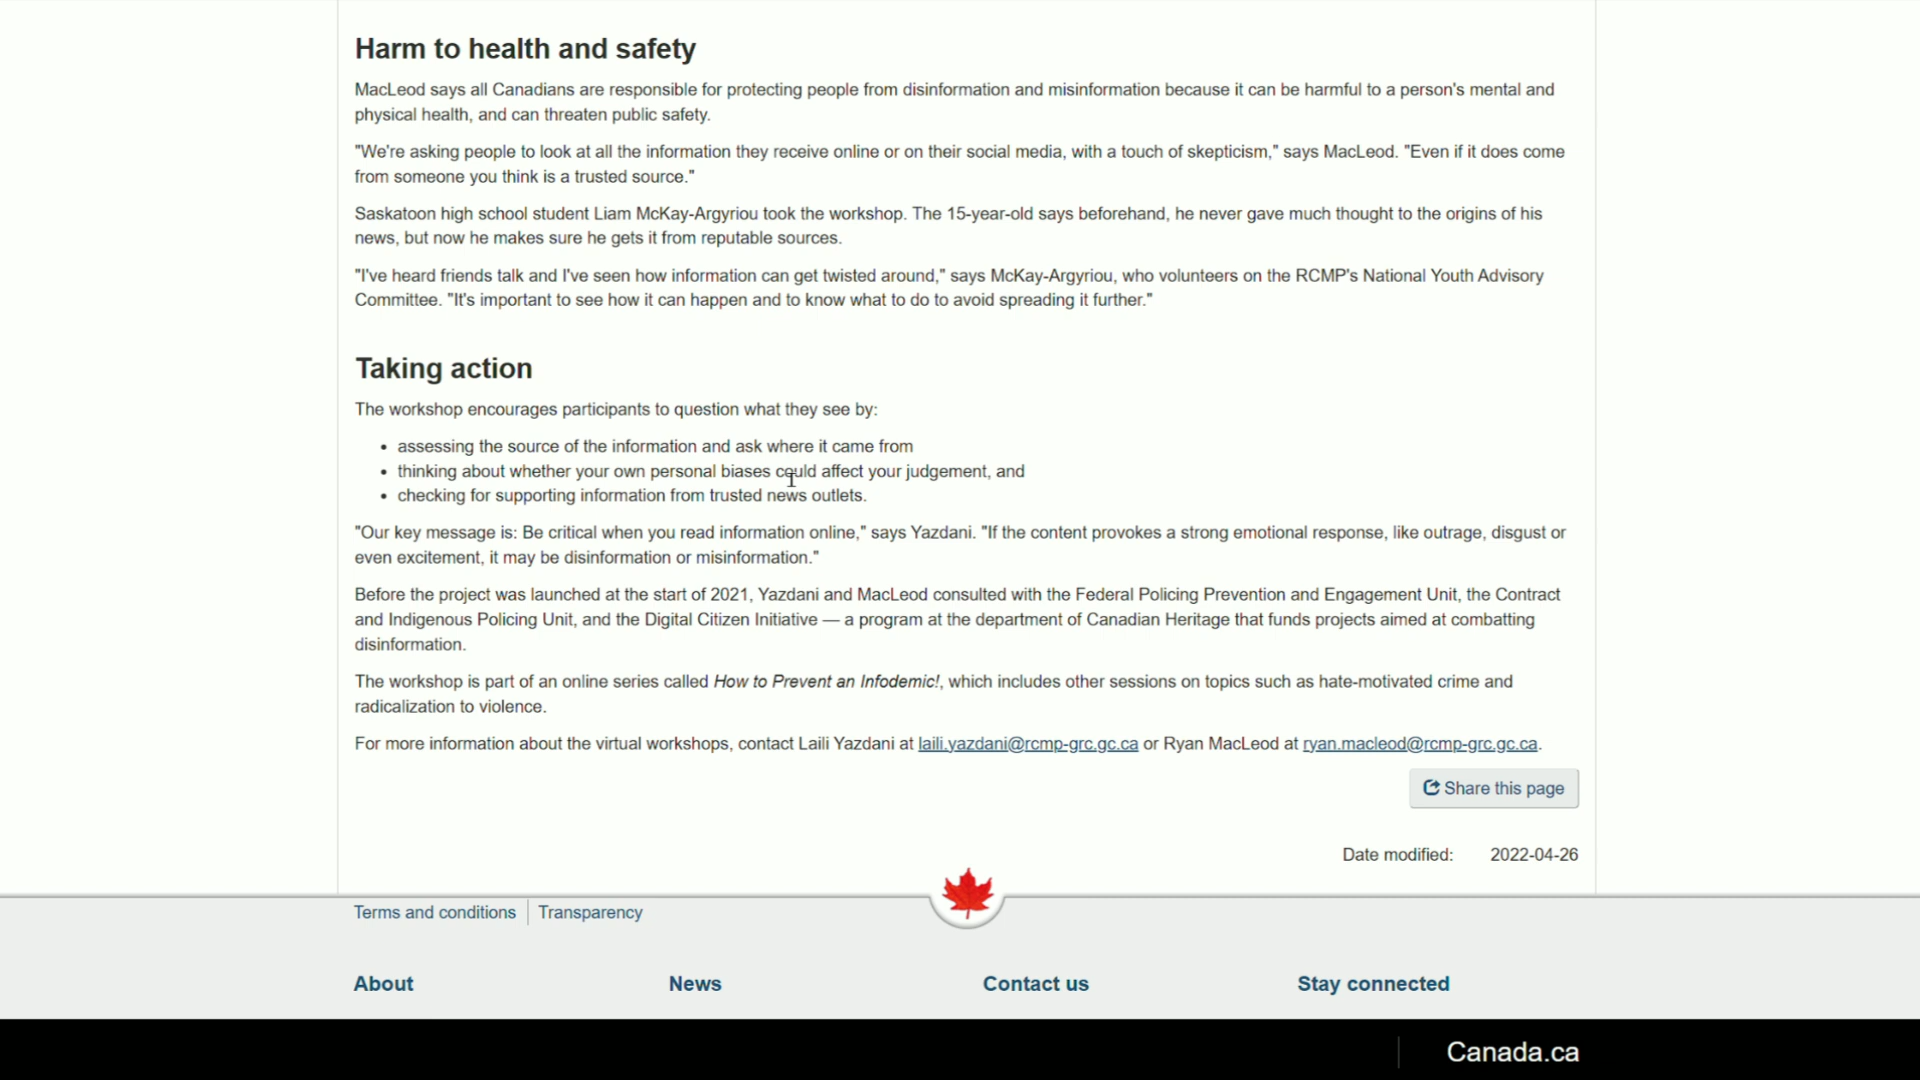 Harm to health and safety
MacLeod says all Canadians are responsible for protecting people from disinformation and misinformation because it can be harmful to a person's mental and
physical health, and can threaten public safety.
"We're asking people to look at all the information they receive online or on their social media, with a touch of skepticism," says MacLeod. "Even if it does come
from someone you think is a trusted source."
Saskatoon high school student Liam McKay-Argyriou took the workshop. The 15-year-old says beforehand, he never gave much thought to the origins of his
news, but now he makes sure he gets it from reputable sources.
"I've heard friends talk and I've seen how information can get twisted around," says McKay-Argyriou, who volunteers on the RCMP's National Youth Advisory
Committee. "It's important to see how it can happen and to know what to do to avoid spreading it further."
Taking action
The workshop encourages participants to question what they see by:
• assessing the source of the information and ask where it came from
• thinking about whether your own personal biases could affect your judgement, and
• checking for supporting information from trusted news outlets.
"Our key message is: Be critical when you read information online," says Yazdani. "If the content provokes a strong emotional response, like outrage, disgust or
even excitement, it may be disinformation or misinformation."
Before the project was launched at the start of 2021, Yazdani and MacLeod consulted with the Federal Policing Prevention and Engagement Unit, the Contract
and Indigenous Policing Unit, and the Digital Citizen Initiative — a program at the department of Canadian Heritage that funds projects aimed at combatting
disinformation.
The workshop is part of an online series called How to Prevent an Infodemic!, which includes other sessions on topics such as hate-motivated crime and
radicalization to violence.
For more information about the virtual workshops, contact Laili Yazdani at laili.yazdani@rcmp-grc.gc.ca or Ryan MacLeod at ryan.macleod@rcmp-grc.gc.ca.
Share this page
Date modified: 2022-04-26
Terms and conditions Transparency
About News Contact us Stay connected
Canada.ca